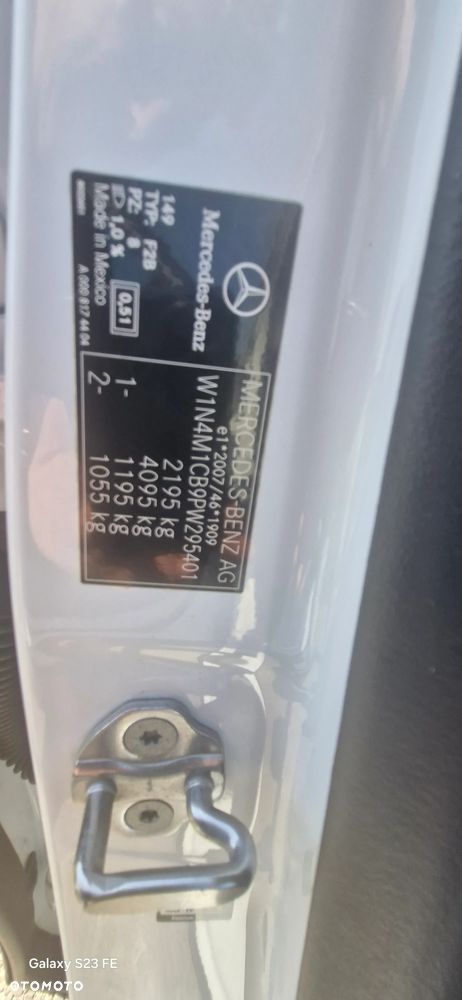 Mercedes-Benz
149
TYP: F2B
PZ: 8
1,0 %
0,51
Made in Mexico
A 000 817 44 04
MERCEDES-BENZ AG
e1*2007/46*1909
W1N4M1CB9PW295401
2195 kg
4095 kg
1- 1195 kg
2- 1055 kg
Galaxy S23 FE
OTOMOTO